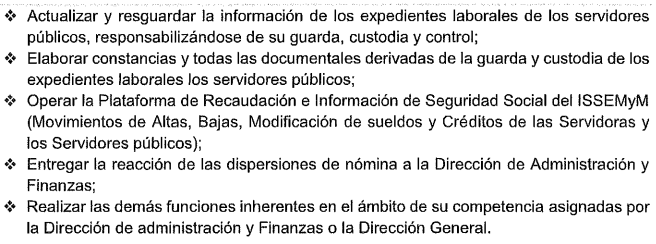 ❖ Actualizar y resguardar la información de los expedientes laborales de los servidores
públicos, responsabilizándose de su guarda, custodia y control;
❖ Elaborar constancias y todas las documentales derivadas de la guarda y custodia de los
expedientes laborales los servidores públicos;
❖ Operar la Plataforma de Recaudación e Información de Seguridad Social del ISSEMyM
(Movimientos de Altas, Bajas, Modificación de sueldos y Créditos de las Servidoras y
los Servidores públicos);
❖ Entregar la reacción de las dispersiones de nómina a la Dirección de Administración y
Finanzas;
❖ Realizar las demás funciones inherentes en el ámbito de su competencia asignadas por
la Dirección de administración y Finanzas o la Dirección General.